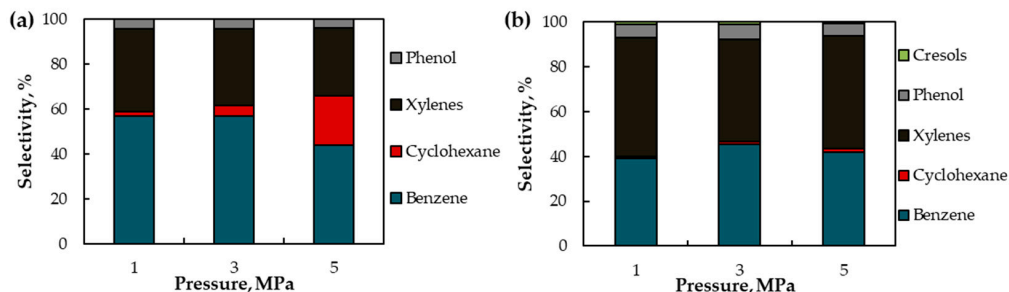 (a)
Selectivity, %
100
80
60
40
20
0
1 3 5
Pressure, MPa
Phenol
Xylenes
Cyclohexane
Benzene
(b)
Selectivity, %
100
80
60
40
20
0
1 3 5
Pressure, MPa
Cresols
Phenol
Xylenes
Cyclohexane
Benzene